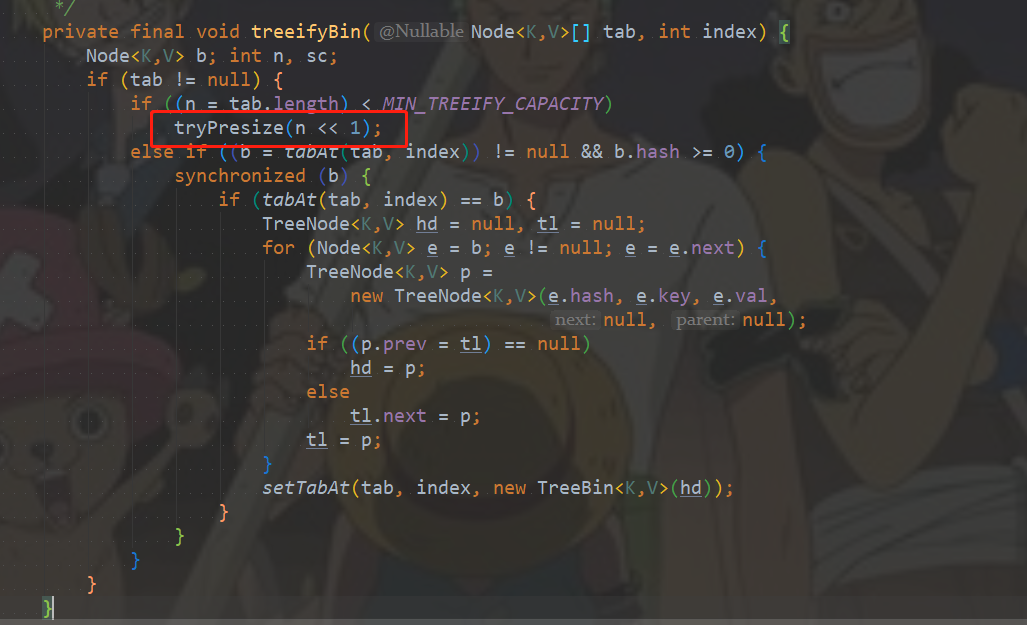 */
private final void treeifyBin( @Nullable Node<K,V>[] tab, int index) {
Node<K,V> b; int n, sc;
if (tab != null) {
if ((n = tab.length) < MIN_TREEIFY_CAPACITY)
tryPresize(n << 1);
else if ((b = tabAt(tab, index)) != null && b.hash >= 0) {
synchronized (b) {
if (tabAt(tab, index) == b) {
TreeNode<K,V> hd = null, tl = null;
for (Node<K,V> e = b; e != null; e = e.next) {
TreeNode<K,V> p =
new TreeNode<K,V>(e.hash, e.key, e.val,
next: null, parent: null);
if ((p.prev = tl) == null)
hd = p;
else
tl.next = p;
tl = p;
}
setTabAt(tab, index, new TreeBin<K,V>(hd));
}
}
}
}
}